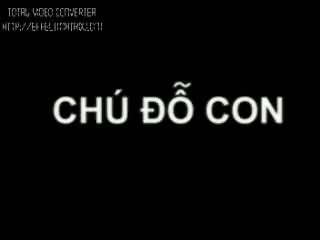 TOTAL VIDEO CONVERTER
CHÚ ĐỖ CON